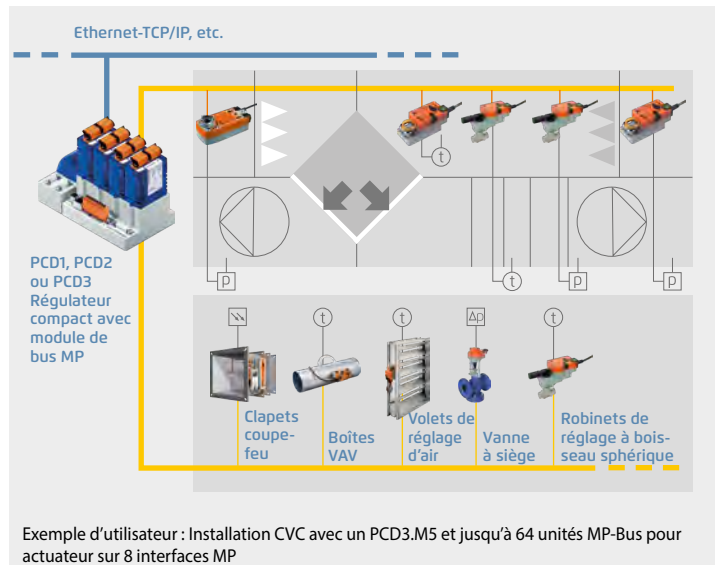 Ethernet-TCP/IP, etc.
t
p
t
p
p
PCD1, PCD2
ou PCD3
Régulateur
compact avec
module de
bus MP
t
t
Δp
t
Clapets
coupe-
feu
Boîtes
VAV
Volets de
réglage
d'air
Vanne
à siège
Robinets de
réglage à bois-
seau sphérique
Exemple d'utilisateur : Installation CVC avec un PCD3.M5 et jusqu'à 64 unités MP-Bus pour
actuateur sur 8 interfaces MP